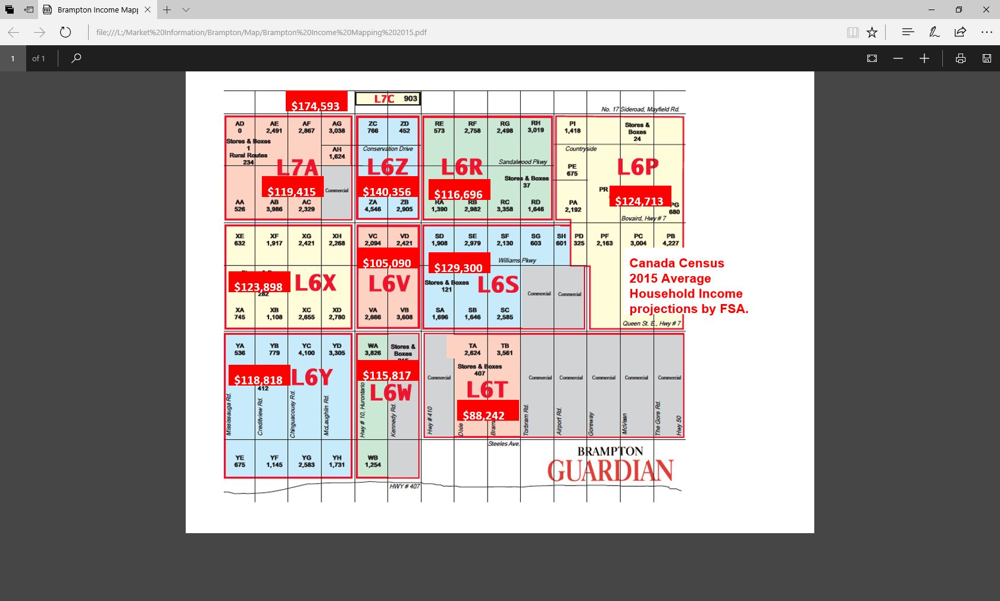 Brampton Income Mapp
file:///L:/Market%20Information/Brampton/Map/Brampton%20Income%20Mapping%202015.pdf
1 of 1
$174,593
L7C 903
No. 17 Sideroad, Mayfield Rd.
AD
0
AE
2,491
AF
2,867
AG
3,038
Stores & Boxes
1
Rural Routes
234
AH
1,624
L7A
$119,415
Commercial
AA
526
AB
3,986
AC
2,329
ZC
766
ZD
452
Conservation Drive
L6Z
$140,356
ZA
4,546
ZB
2,905
RE
573
RF
2,758
RG
2,498
RH
3,019
Sandalwood Pkwy
L6R
Stores & Boxes
37
$116,696
RA
1,390
RB
2,982
RC
3,358
RD
1,646
PI
1,418
Stores &
Boxes
24
Countryside
L6P
PE
675
PR
$124,713
PA
2,192
PG
680
Bovaird, Hwy # 7
XE
632
XF
1,917
XG
2,421
XH
2,268
$123,898
L6X
282
XA
745
XB
1,108
XC
2,655
XD
2,780
VC
2,094
VD
2,421
$105,090
L6V
VA
2,666
VB
3,608
SD
1,908
SE
2,979
SF
2,130
SG
603
SH
601
$129,300
Williams Pkwy
Stores & Boxes
121
L6S
Commercial
Commercial
SA
1,696
SB
1,646
SC
2,585
PD
325
PF
2,163
PC
3,004
PB
4,227
Canada Census
2015 Average
Household Income
projections by FSA.
Queen St. E., Hwy # 7
YA
536
YB
779
YC
4,100
YD
3,305
$118,818
L6Y
412
Mississauga Rd.
Creditview Rd.
Chinguacousy Rd.
McLaughlin Rd.
YE
675
YF
1,145
YG
2,583
YH
1,731
WA
3,826
Stores &
Boxes
$115,817
L6W
Hwy # 10, Hurontario
Kennedy Rd.
WB
1,254
TA
2,624
TB
3,561
Stores & Boxes
407
Commercial
L6T
$88,242
Commercial
Commercial
Commercial
Commercial
Commercial
Hwy # 410
Dixie
Bram
Torbram Rd.
Airport Rd.
Goreway
McVean
The Gore Rd.
Hwy 50
Steeles Ave.
BRAMPTON
GUARDIAN
HWY # 407